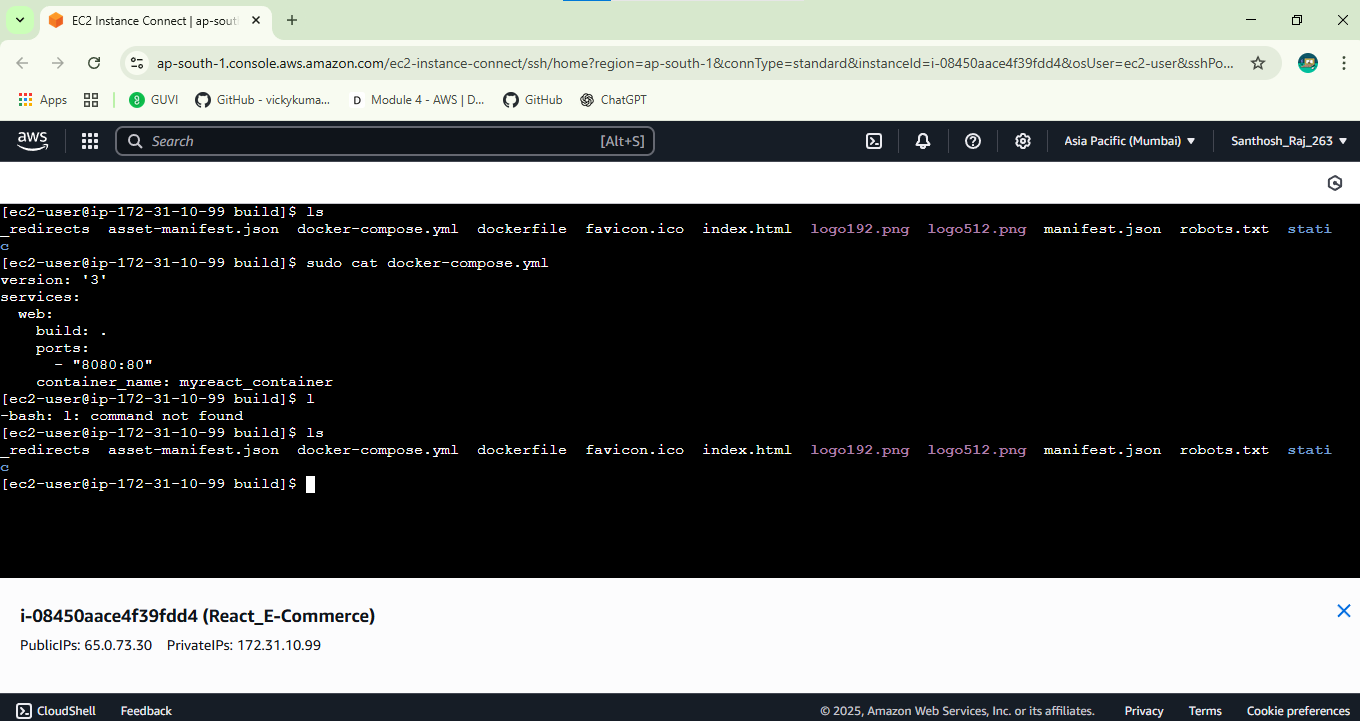 EC2 Instance Connect | ap-sout
ap-south-1.console.aws.amazon.com/ec2-instance-connect/ssh/home?region=ap-south-1&connType=standard&instanceId=i-08450aace4f39fdd4&osUser=ec2-user&sshPo...
Apps GUVI GitHub - vickykuma... D Module 4 - AWS | D... GitHub ChatGPT
aws Search [Alt+S] Asia Pacific (Mumbai) Santhosh_Raj_263
[ec2-user@ip-172-31-10-99 build]$ ls
_redirects asset-manifest.json docker-compose.yml dockerfile favicon.ico index.html logo192.png logo512.png manifest.json robots.txt stati
c
[ec2-user@ip-172-31-10-99 build]$ sudo cat docker-compose.yml
version: '3'
services:
  web:
    build: .
    ports:
      - "8080:80"
    container_name: myreact_container
[ec2-user@ip-172-31-10-99 build]$ l
-bash: l: command not found
[ec2-user@ip-172-31-10-99 build]$ ls
_redirects asset-manifest.json docker-compose.yml dockerfile favicon.ico index.html logo192.png logo512.png manifest.json robots.txt stati
c
[ec2-user@ip-172-31-10-99 build]$
i-08450aace4f39fdd4 (React_E-Commerce)
PublicIPs: 65.0.73.30 PrivateIPs: 172.31.10.99
CloudShell Feedback © 2025, Amazon Web Services, Inc. or its affiliates. Privacy Terms Cookie preferences